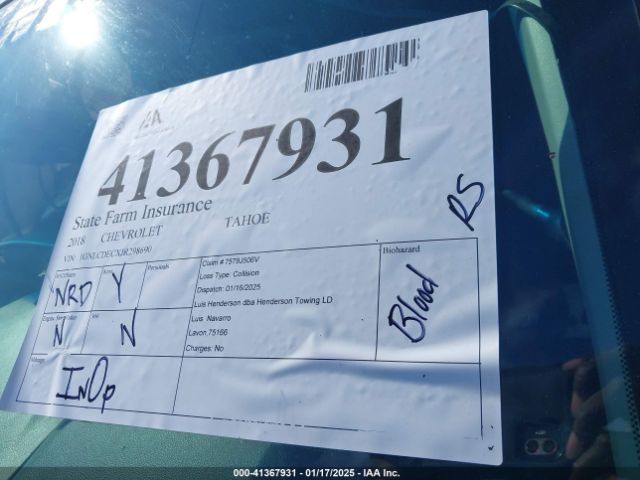 41367931
State Farm Insurance
2018 CHEVROLET TAHOE
VIN:
Claim # 7579U506V
Loss Type: Collision
Dispatch: 01/16/2025
Luis Henderson dba Henderson Towing LD
Luis Navarro
Lavon 75166
Charges: No
Personals
Biohazard
RS
NRD Y
N N
Blood
InOp
000-41367931 - 01/17/2025 - IAA Inc.